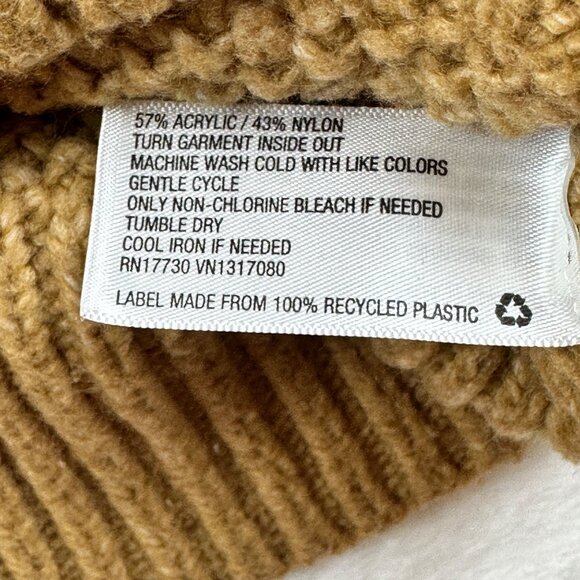 57% ACRYLIC / 43% NYLON
TURN GARMENT INSIDE OUT
MACHINE WASH COLD WITH LIKE COLORS
GENTLE CYCLE
ONLY NON-CHLORINE BLEACH IF NEEDED
TUMBLE DRY
COOL IRON IF NEEDED
RN17730 VN1317080
LABEL MADE FROM 100% RECYCLED PLASTIC